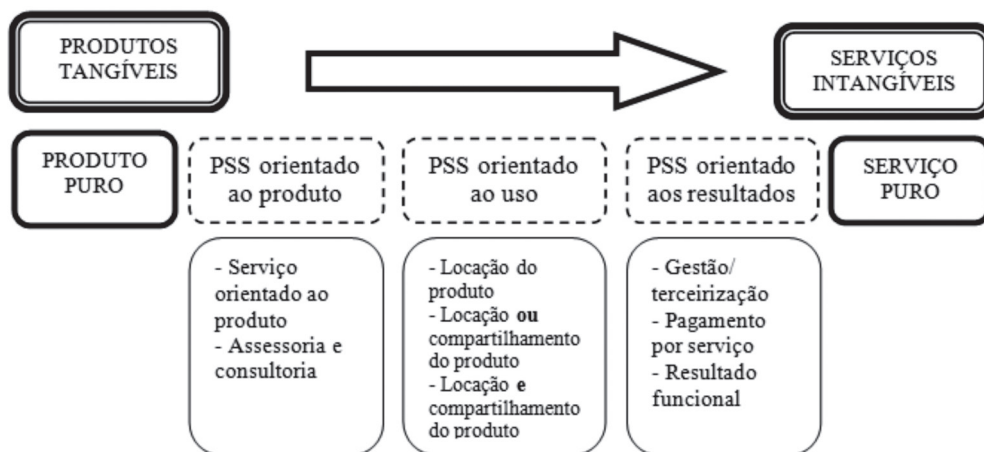 PRODUTOS
TANGÍVEIS
SERVIÇOS
INTANGÍVEIS
PRODUTO
PURO
PSS orientado
ao produto
PSS orientado
ao uso
PSS orientado
aos resultados
SERVIÇO
PURO
- Serviço
orientado ao
produto
- Assessoria e
consultoria
- Locação do
produto
- Locação ou
compartilhamento
do produto
- Locação e
compartilhamento
do produto
- Gestão/
terceirização
- Pagamento
por serviço
- Resultado
funcional